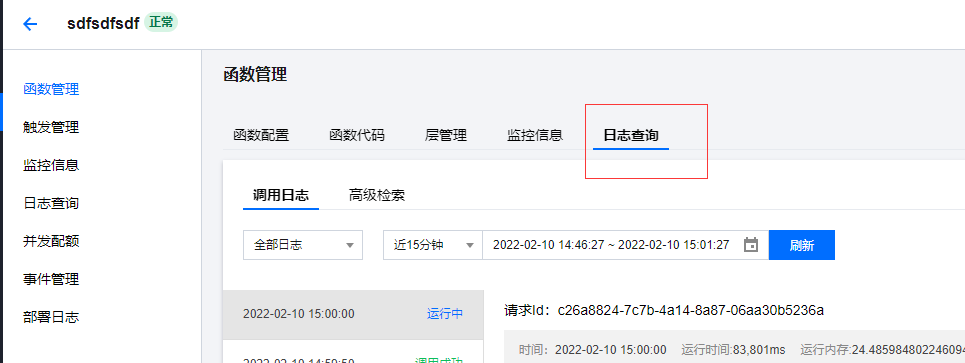 sdfsdfsdf 正常
函数管理
触发管理
监控信息
日志查询
并发配额
事件管理
部署日志
函数管理
函数配置 函数代码 层管理 监控信息 日志查询
调用日志 高级检索
全部日志 近15分钟 2022-02-10 14:46:27 ~ 2022-02-10 15:01:27 刷新
2022-02-10 15:00:00 运行中
请求Id：c26a8824-7c7b-4a14-8a87-06aa30b5236a
时间：2022-02-10 15:00:00 运行时间:83,801ms 运行内存:24.48598480224609
2022-02-10 14:59:50 调用成功